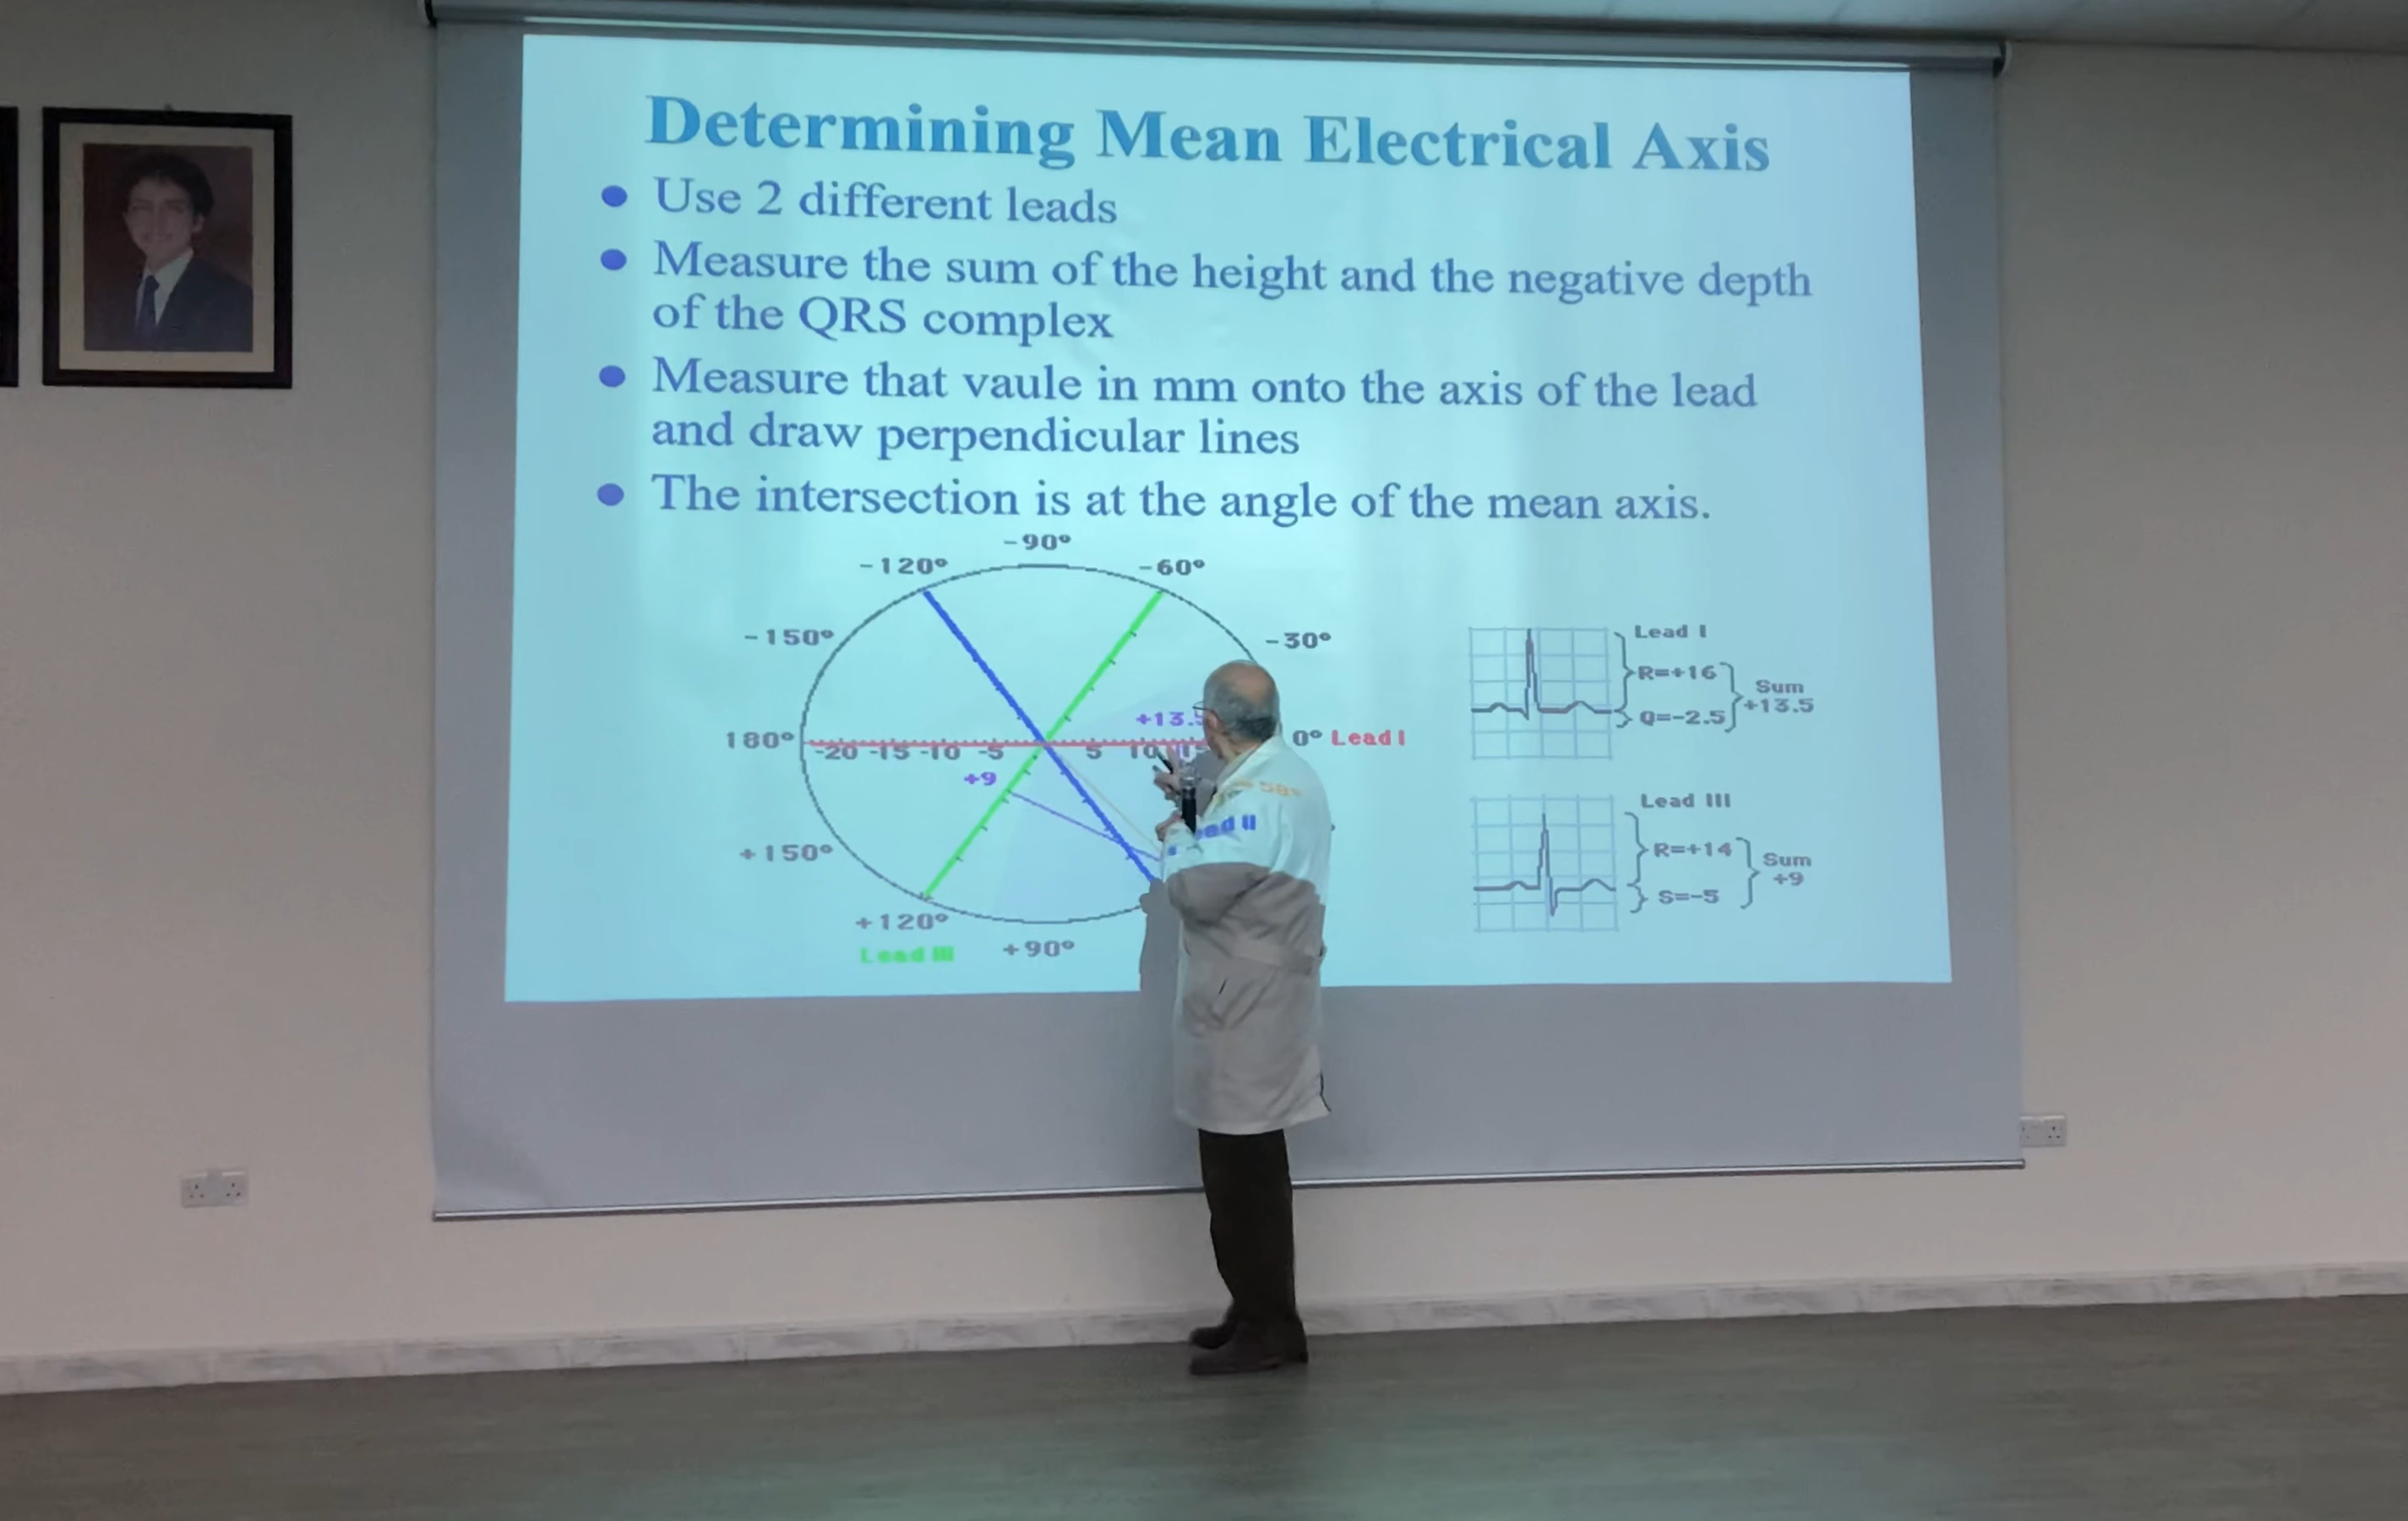 Determining Mean Electrical Axis
Use 2 different leads
Measure the sum of the height and the negative depth
of the QRS complex
Measure that vaule in mm onto the axis of the lead
and draw perpendicular lines
The intersection is at the angle of the mean axis.
-90°
-120°
-60°
-150°
-30°
+13.5
180°
-20 -15 -10 -5 5 10 15
0° Lead I
+9
Lead II
+150°
+120°
Lead III
+90°
Lead I
R=+16
Q=-2.5
Sum
+13.5
Lead III
R=+14
S=-5
Sum
+9